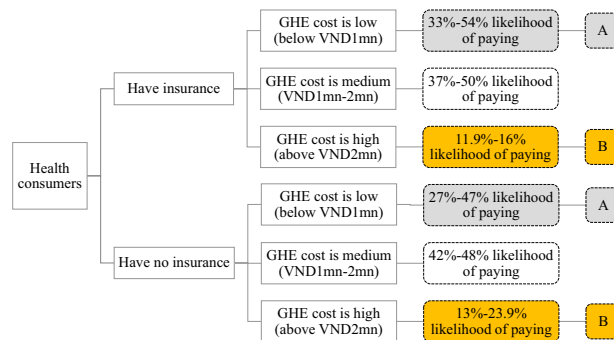 GHE cost is low
(below VND1mn)
33%-54% likelihood
of paying
A
Have insurance
GHE cost is medium
(VND1mn-2mn)
37%-50% likelihood
of paying
GHE cost is high
(above VND2mn)
11.9%-16%
likelihood of paying
B
Health
consumers
GHE cost is low
(below VND1mn)
27%-47% likelihood
of paying
A
Have no insurance
GHE cost is medium
(VND1mn-2mn)
42%-48% likelihood
of paying
GHE cost is high
(above VND2mn)
13%-23.9%
likelihood of paying
B